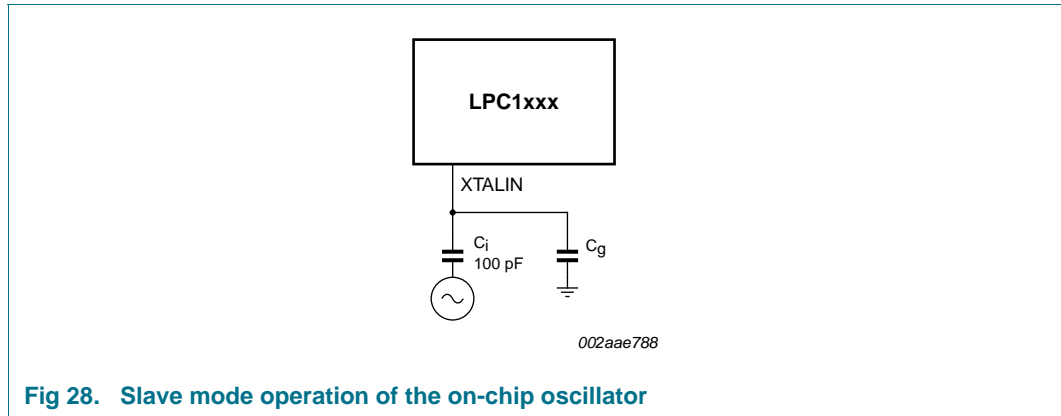 LPC1xxx
XTALIN
Ci
100 pF
Cg
002aae788
Fig 28. Slave mode operation of the on-chip oscillator